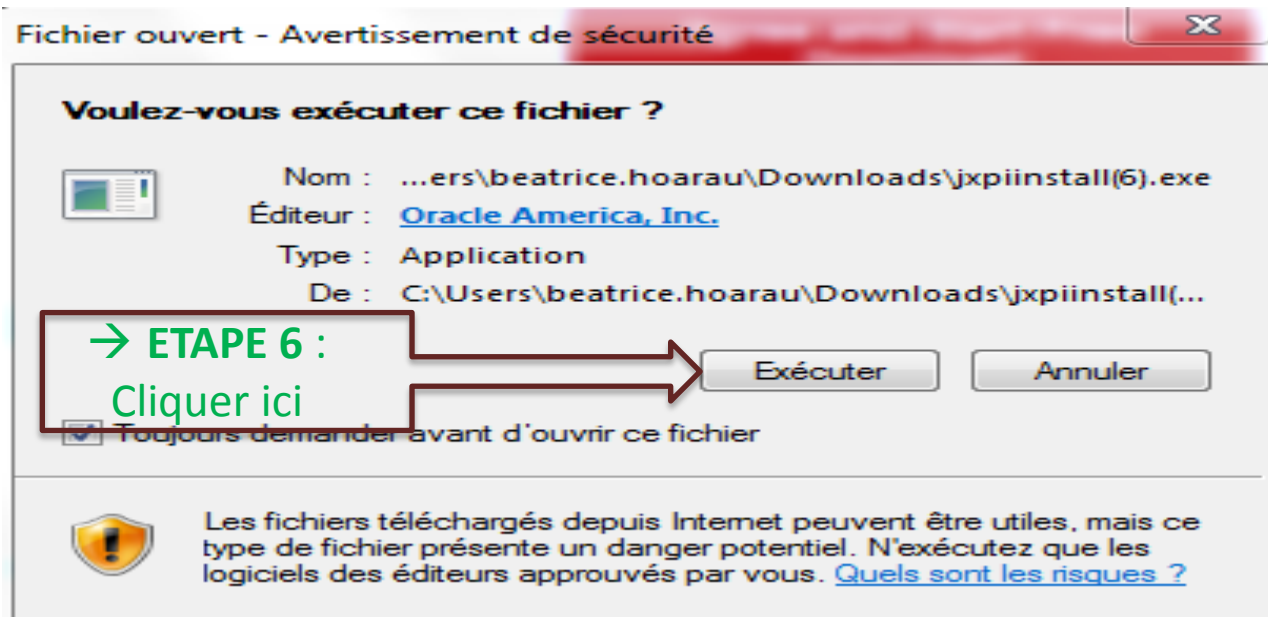 Fichier ouvert - Avertissement de sécurité
Voulez-vous exécuter ce fichier ?
Nom : ...ers\beatrice.hoarau\Downloads\jxpiinstall(6).exe
Éditeur : Oracle America, Inc.
Type : Application
De : C:\Users\beatrice.hoarau\Downloads\jxpiinstall(...
→ ETAPE 6 :
Cliquer ici
Exécuter Annuler
Toujours demander avant d'ouvrir ce fichier
Les fichiers téléchargés depuis Internet peuvent être utiles, mais ce
type de fichier présente un danger potentiel. N'exécutez que les
logiciels des éditeurs approuvés par vous. Quels sont les risques ?